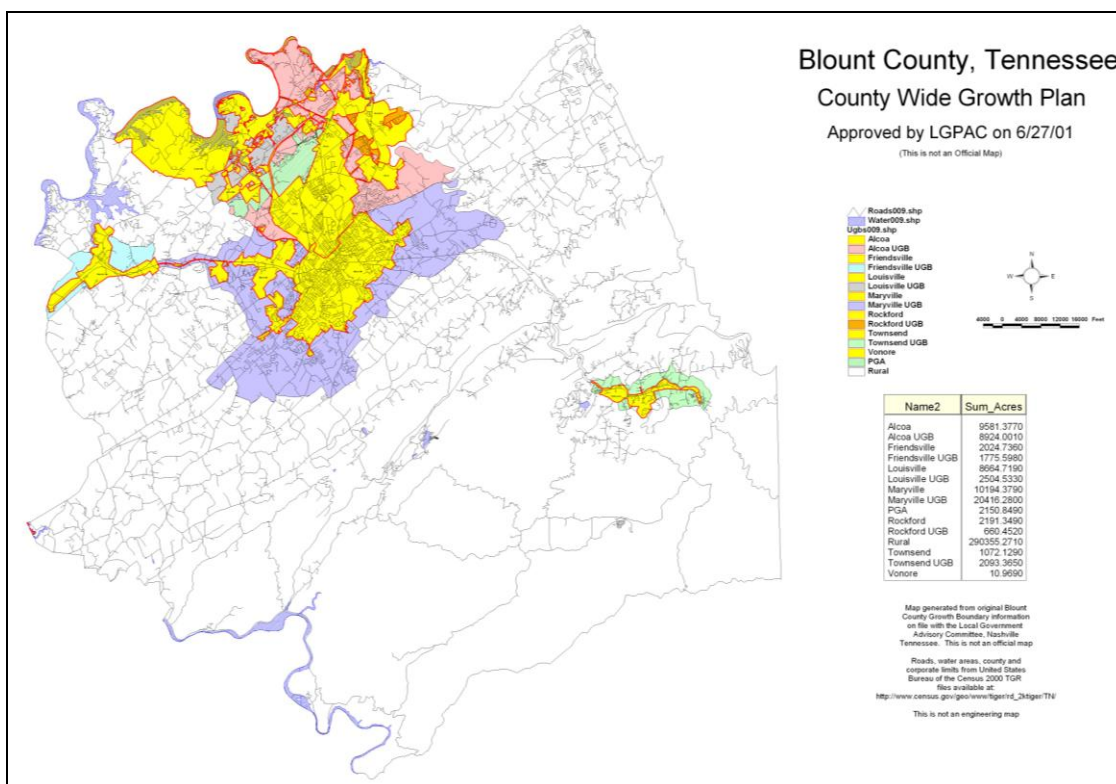 Blount County, Tennessee
County Wide Growth Plan
Approved by LGPAC on 6/27/01
(This is not an Official Map)
Roads009.shp
Water009.shp
Ugbs009.shp
Alcoa
Alcoa UGB
Friendsville
Friendsville UGB
Louisville
Louisville UGB
Maryville
Maryville UGB
Rockford
Rockford UGB
Townsend
Townsend UGB
Vonore
PGA
Rural
N
W E
S
4000 0 4000 8000 12000 16000 Feet
Name2 Sum_Acres
Alcoa 9581.3770
Alcoa UGB 8924.0010
Friendsville 2024.7360
Friendsville UGB 1775.5980
Louisville 8664.7190
Louisville UGB 2504.5330
Maryville 10194.3790
Maryville UGB 20416.2800
PGA 2150.8490
Rockford 2191.3490
Rockford UGB 660.4520
Rural 290355.2710
Townsend 1072.1290
Townsend UGB 2093.3650
Vonore 10.9690
Map generated from original Blount
County Growth Boundary information
on file with the Local Government
Advisory Committee, Nashville
Tennessee. This is not an official map
Roads, water areas, county and
corporate limits from United States
Bureau of the Census 2000 TGR
files available at:
http://www.census.gov/geo/www/tiger/rd_2ktiger/TN/
This is not an engineering map